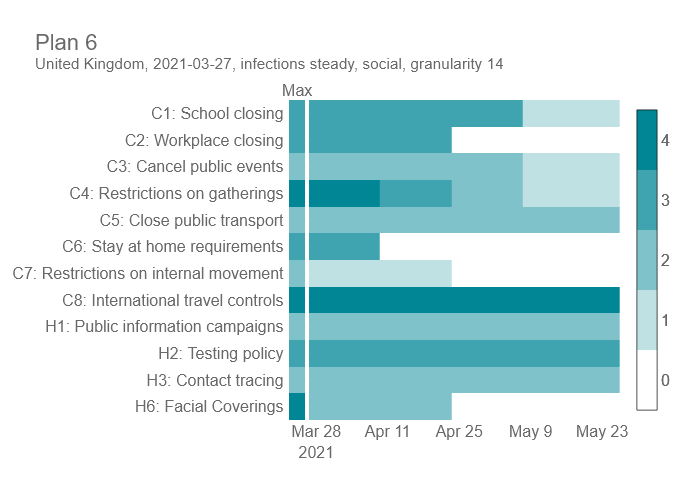 Plan 6
United Kingdom, 2021-03-27, infections steady, social, granularity 14
Max
C1: School closing
C2: Workplace closing
C3: Cancel public events
C4: Restrictions on gatherings
C5: Close public transport
C6: Stay at home requirements
C7: Restrictions on internal movement
C8: International travel controls
H1: Public information campaigns
H2: Testing policy
H3: Contact tracing
H6: Facial Coverings
4
3
2
1
0
Mar 28 Apr 11 Apr 25 May 9 May 23
2021